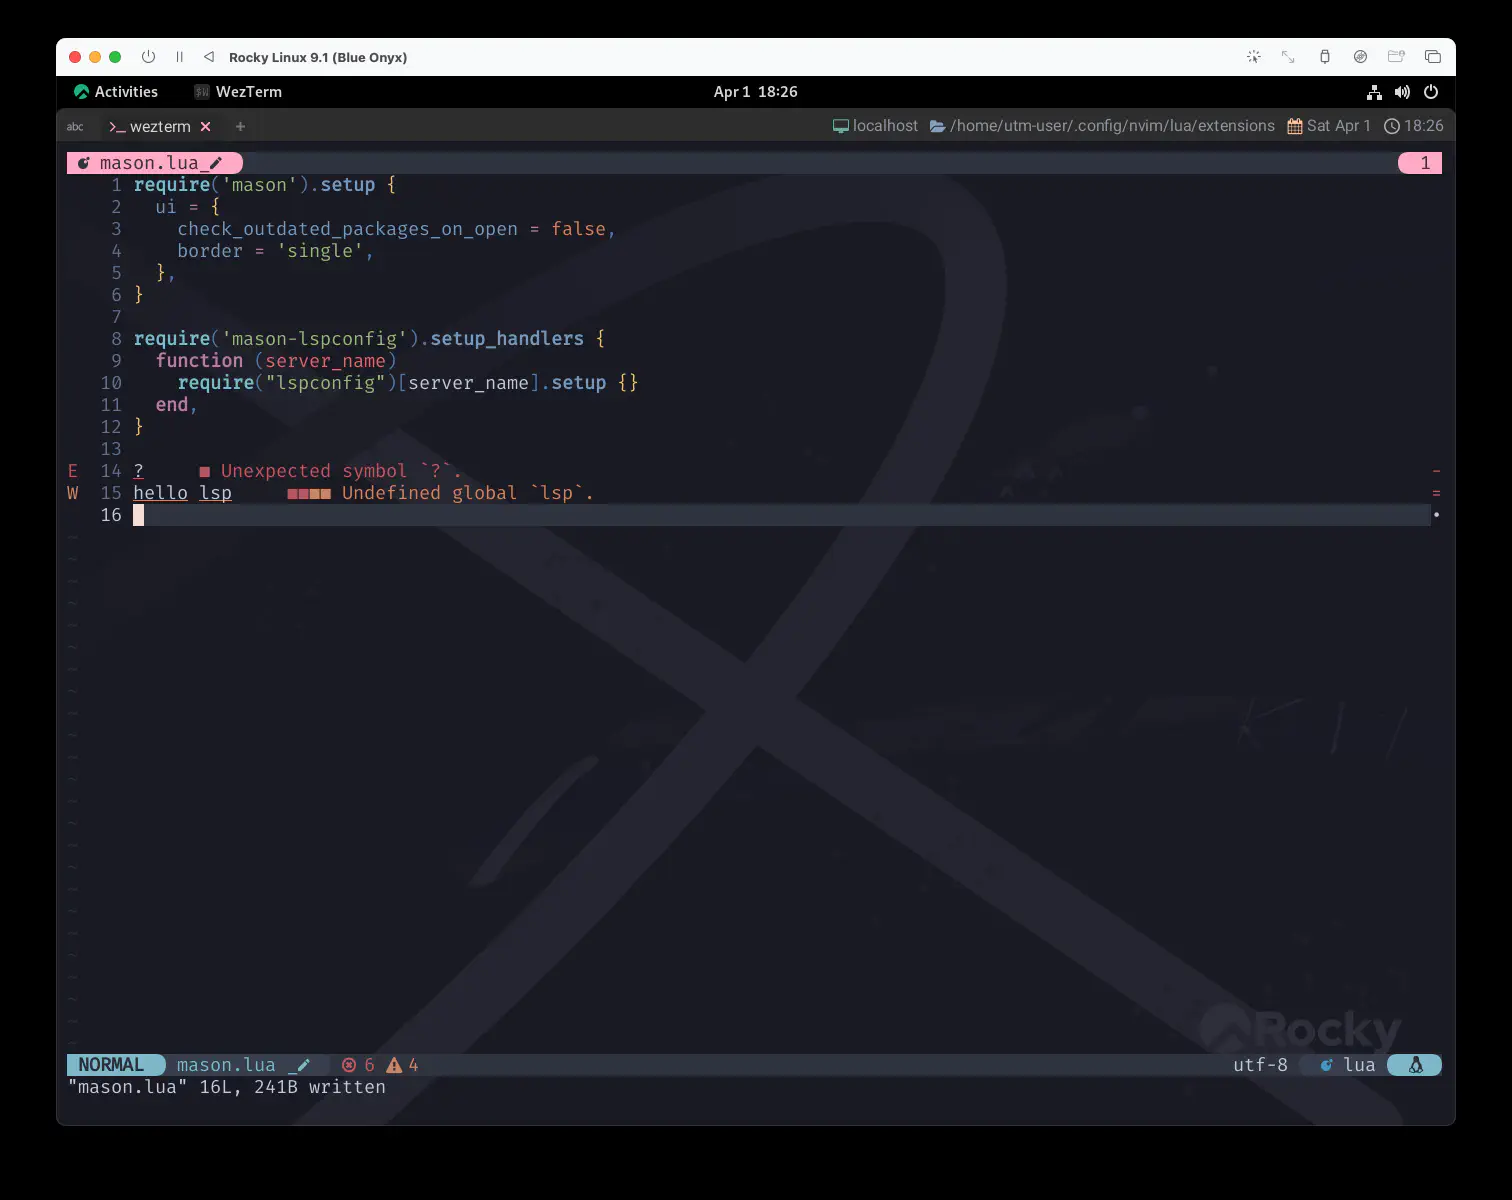 Rocky Linux 9.1 (Blue Onyx)
Activities WezTerm Apr 1 18:26
abc >_ wezterm × + localhost /home/utm-user/.config/nvim/lua/extensions Sat Apr 1 18:26
mason.lua 1
1 require('mason').setup {
2   ui = {
3     check_outdated_packages_on_open = false,
4     border = 'single',
5   },
6 }
7
8 require('mason-lspconfig').setup_handlers {
9   function (server_name)
10     require("lspconfig")[server_name].setup {}
11   end,
12 }
13
E 14 ? ■ Unexpected symbol `?`.
W 15 hello lsp ■■■■ Undefined global `lsp`.
16
Rocky
NORMAL mason.lua 6 4 utf-8 lua
"mason.lua" 16L, 241B written